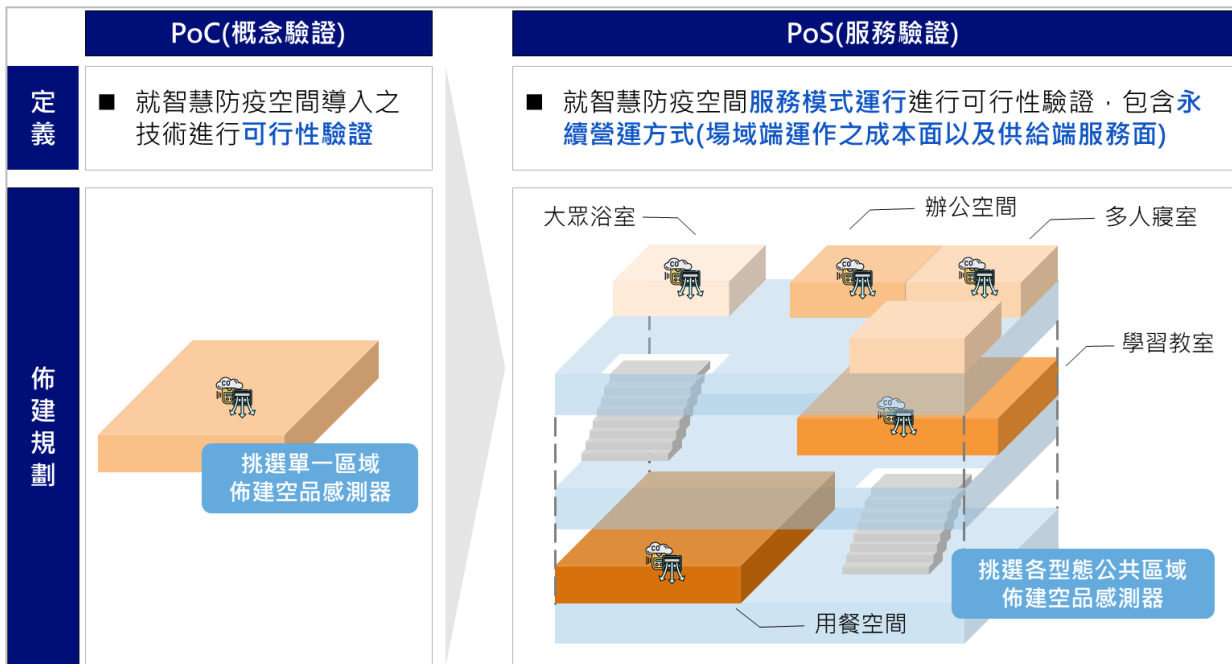 PoC(概念驗證)
PoS(服務驗證)
定義
■ 就智慧防疫空間導入之
技術進行可行性驗證
■ 就智慧防疫空間服務模式運行進行可行性驗證，包含永
續營運方式(場域端運作之成本面以及供給端服務面)
佈建規劃
CO
挑選單一區域
佈建空品感測器
大眾浴室
辦公空間
多人寢室
CO
CO
CO
學習教室
CO
CO
用餐空間
挑選各型態公共區域
佈建空品感測器